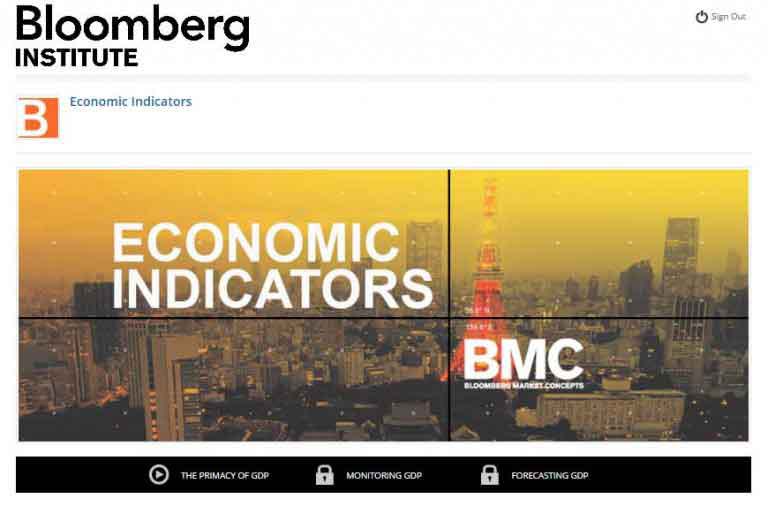 Bloomberg
INSTITUTE
Sign Out
B
Economic Indicators
ECONOMIC
INDICATORS
BMC
BLOOMBERG MARKET CONCEPTS
THE PRIMACY OF GDP
MONITORING GDP
FORECASTING GDP